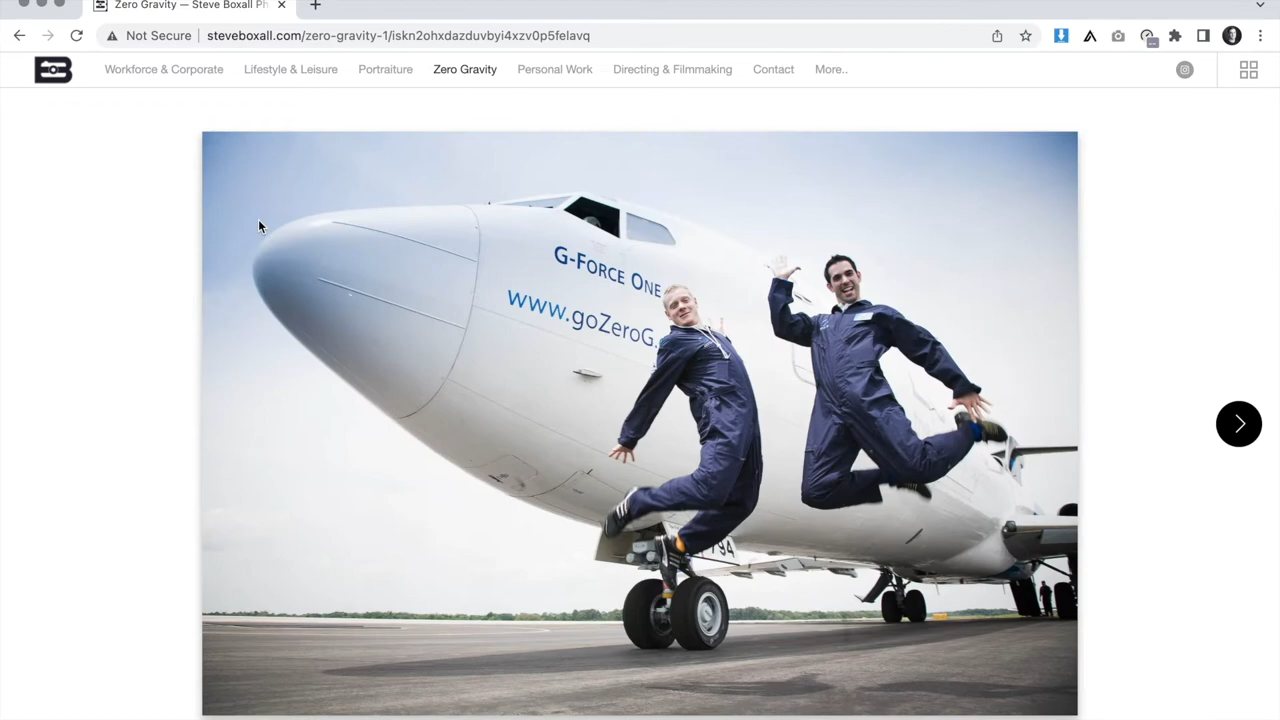 Zero Gravity — Steve Boxall Ph
Not Secure
steveboxall.com/zero-gravity-1/iskn2ohxdazduvbyi4xzv0p5felavq
B
Workforce & Corporate
Lifestyle & Leisure
Portraiture
Zero Gravity
Personal Work
Directing & Filmmaking
Contact
More..
G-FORCE ONE
www.goZeroG.
794